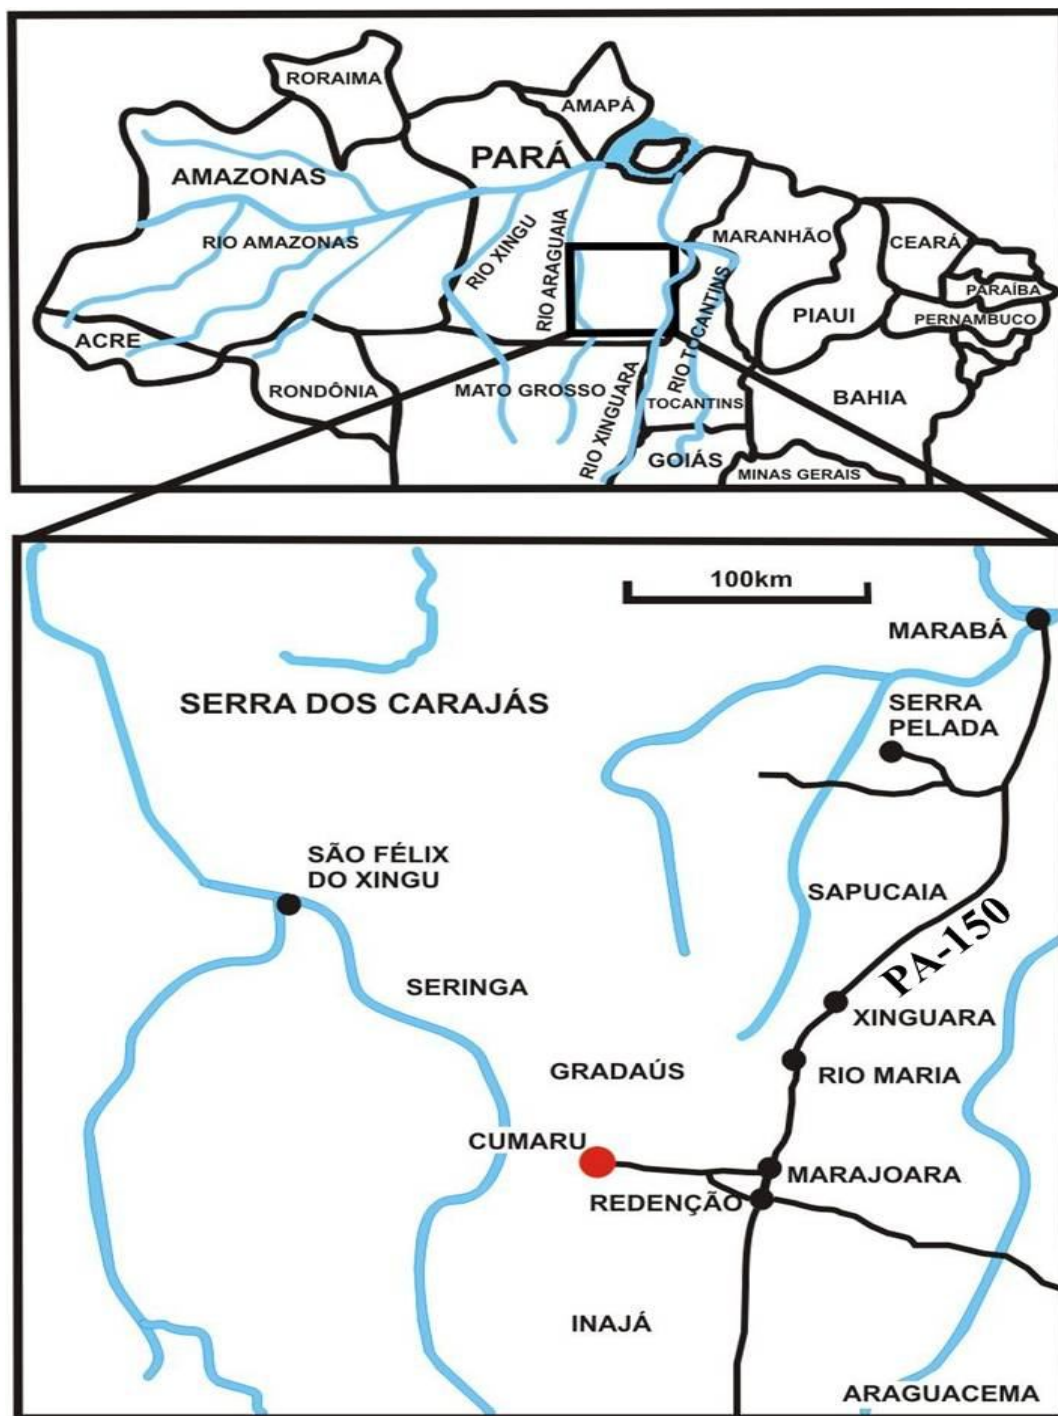 RORAIMA
AMAPÁ
PARÁ
AMAZONAS
RIO AMAZONAS
RIO XINGU
RIO ARAGUAIA
MARANHÃO
CEARÁ
PARAÍBA
PERNAMBUCO
PIAUI
ACRE
RONDÔNIA
MATO GROSSO
RIO XINGUARA
RIO TOCANTINS
TOCANTINS
BAHIA
GOIÁS
MINAS GERAIS
100km
MARABÁ
SERRA DOS CARAJÁS
SERRA
PELADA
SÃO FÉLIX
DO XINGU
SAPUCAIA
PA-150
SERINGA
XINGUARA
GRADAÚS
RIO MARIA
CUMARU
MARAJOARA
REDENÇÃO
INAJÁ
ARAGUACEMA